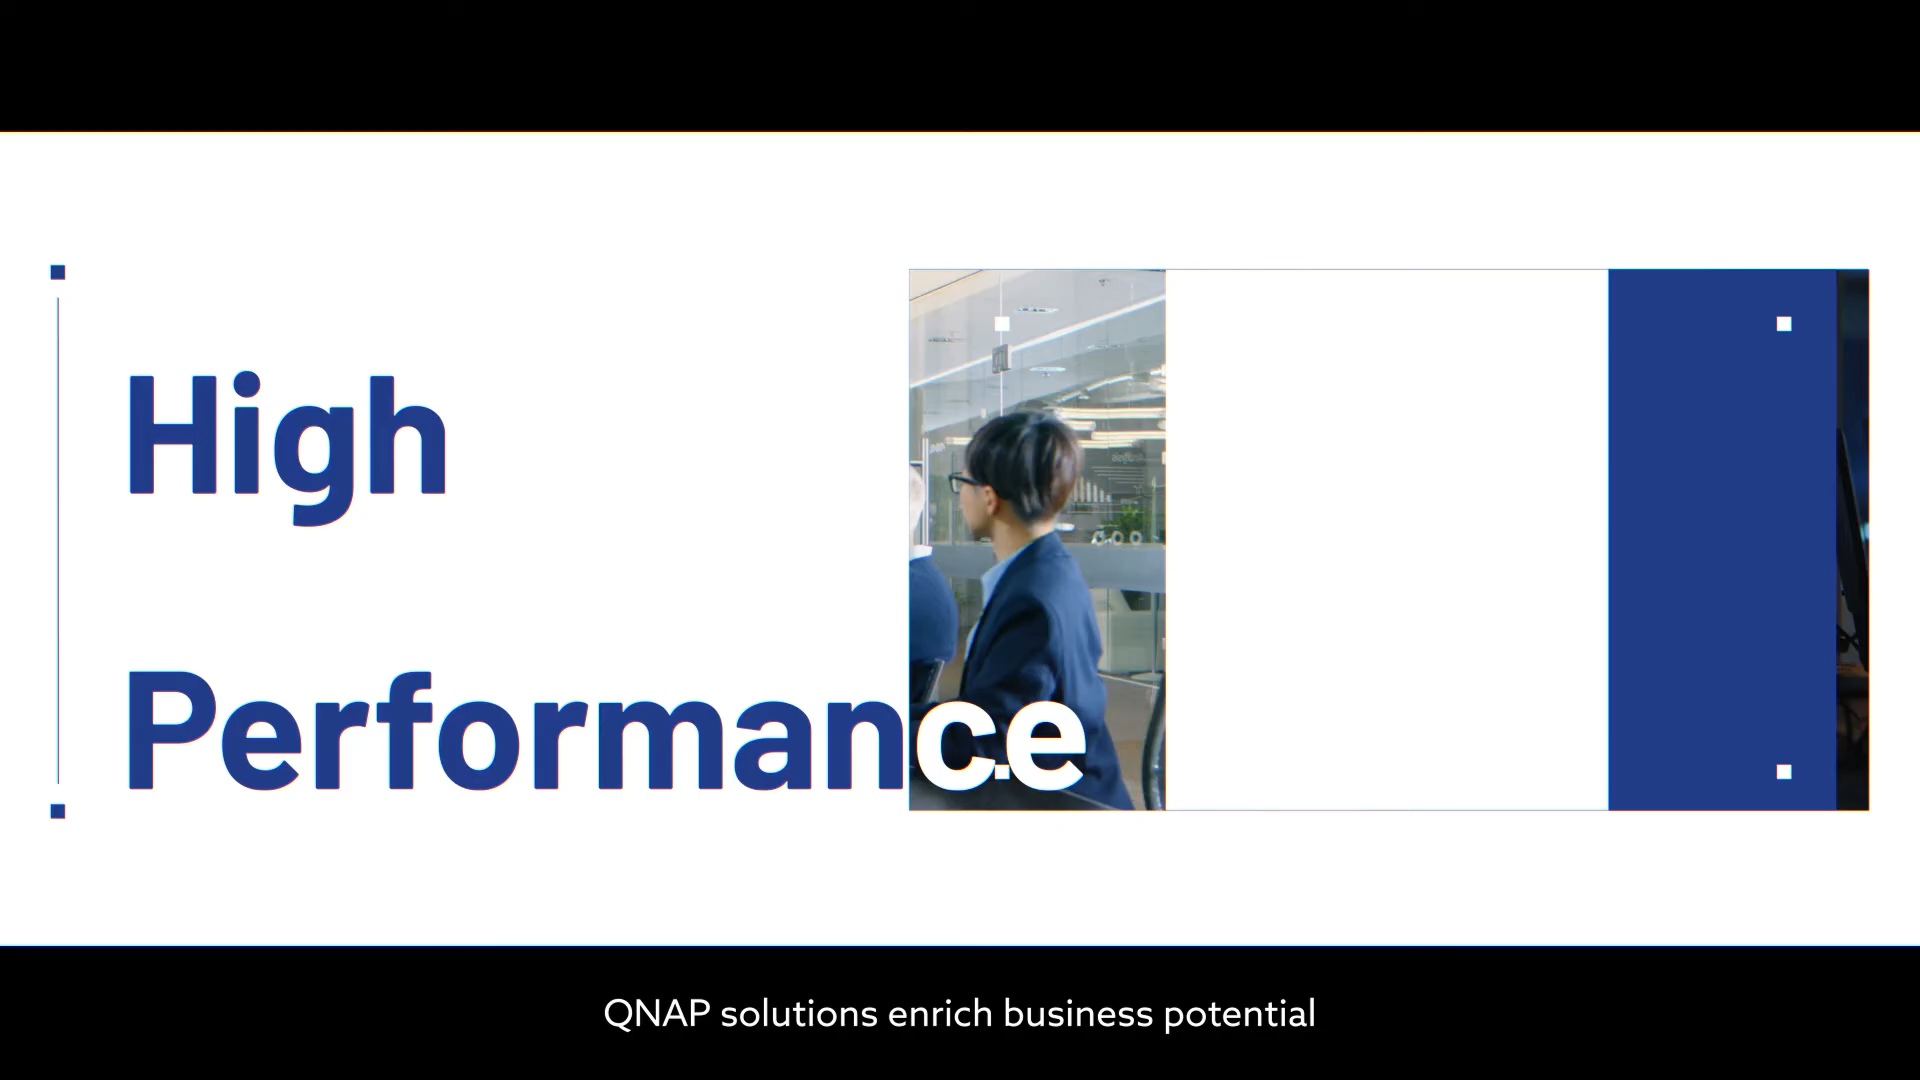 High
Performance
QNAP solutions enrich business potential